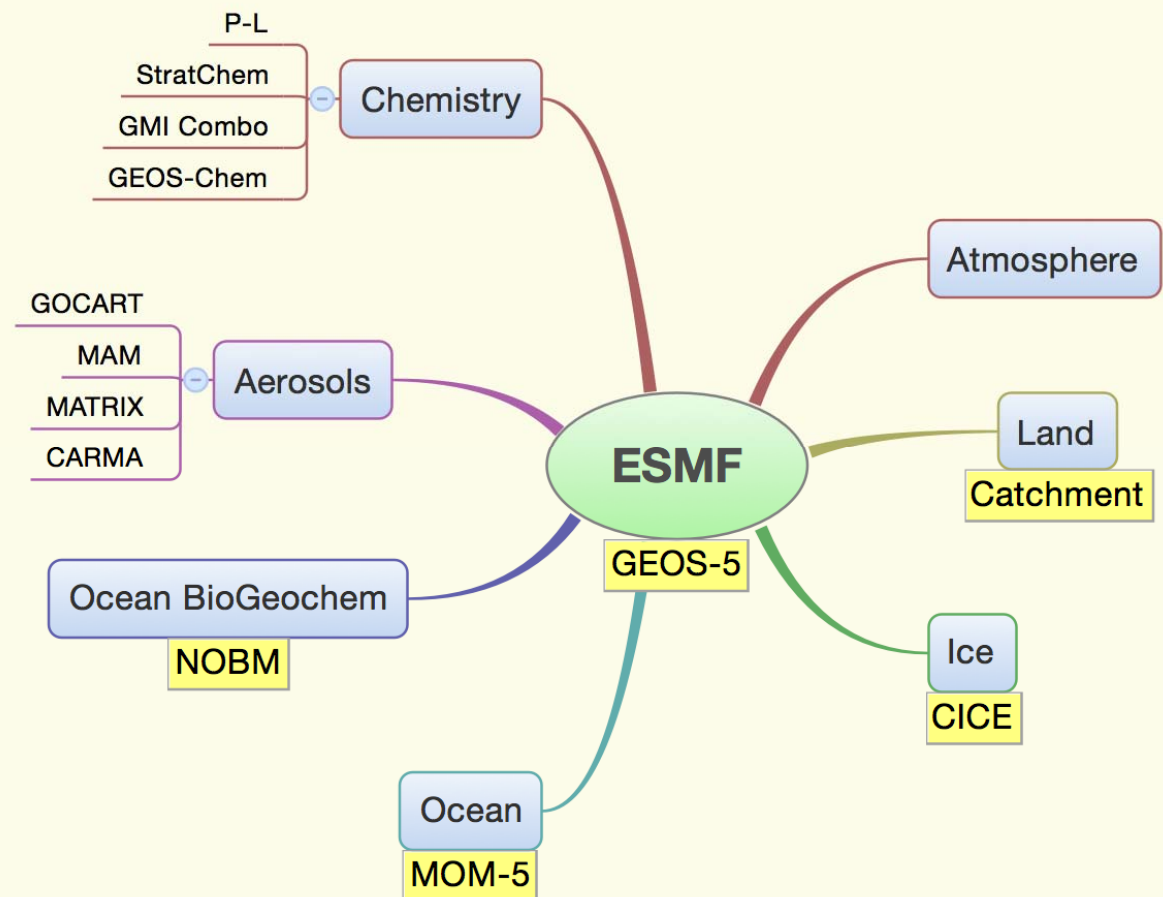 P-L
StratChem
GMI Combo
GEOS-Chem
Chemistry
Atmosphere
GOCART
MAM
MATRIX
CARMA
Aerosols
Land
Catchment
ESMF
GEOS-5
Ocean BioGeochem
NOBM
Ice
CICE
Ocean
MOM-5